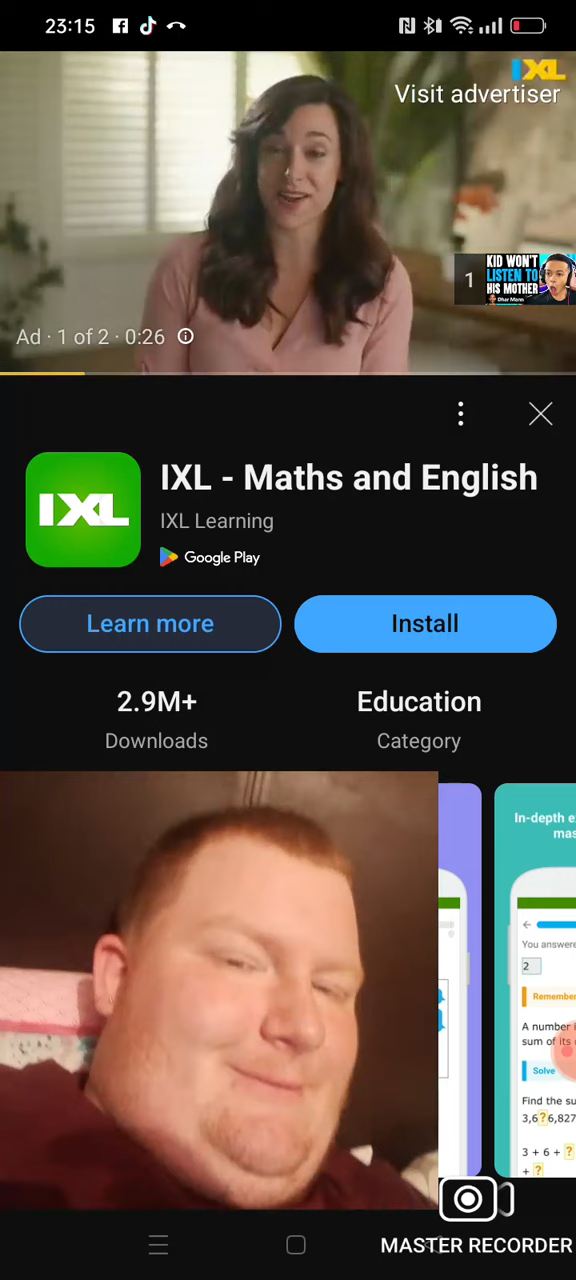 23:15
IXL
Visit advertiser
1
KID WON'T
LISTEN TO
HIS MOTHER
Dhar Mann
Ad · 1 of 2 · 0:26
IXL
IXL - Maths and English
IXL Learning
Google Play
Learn more
Install
2.9M+
Downloads
Education
Category
In-depth e
mas
You answere
2
Remember
A number i
sum of its
Solve
Find the su
3,6?6,827
3 + 6 + ?
+ ?
MASTER RECORDER